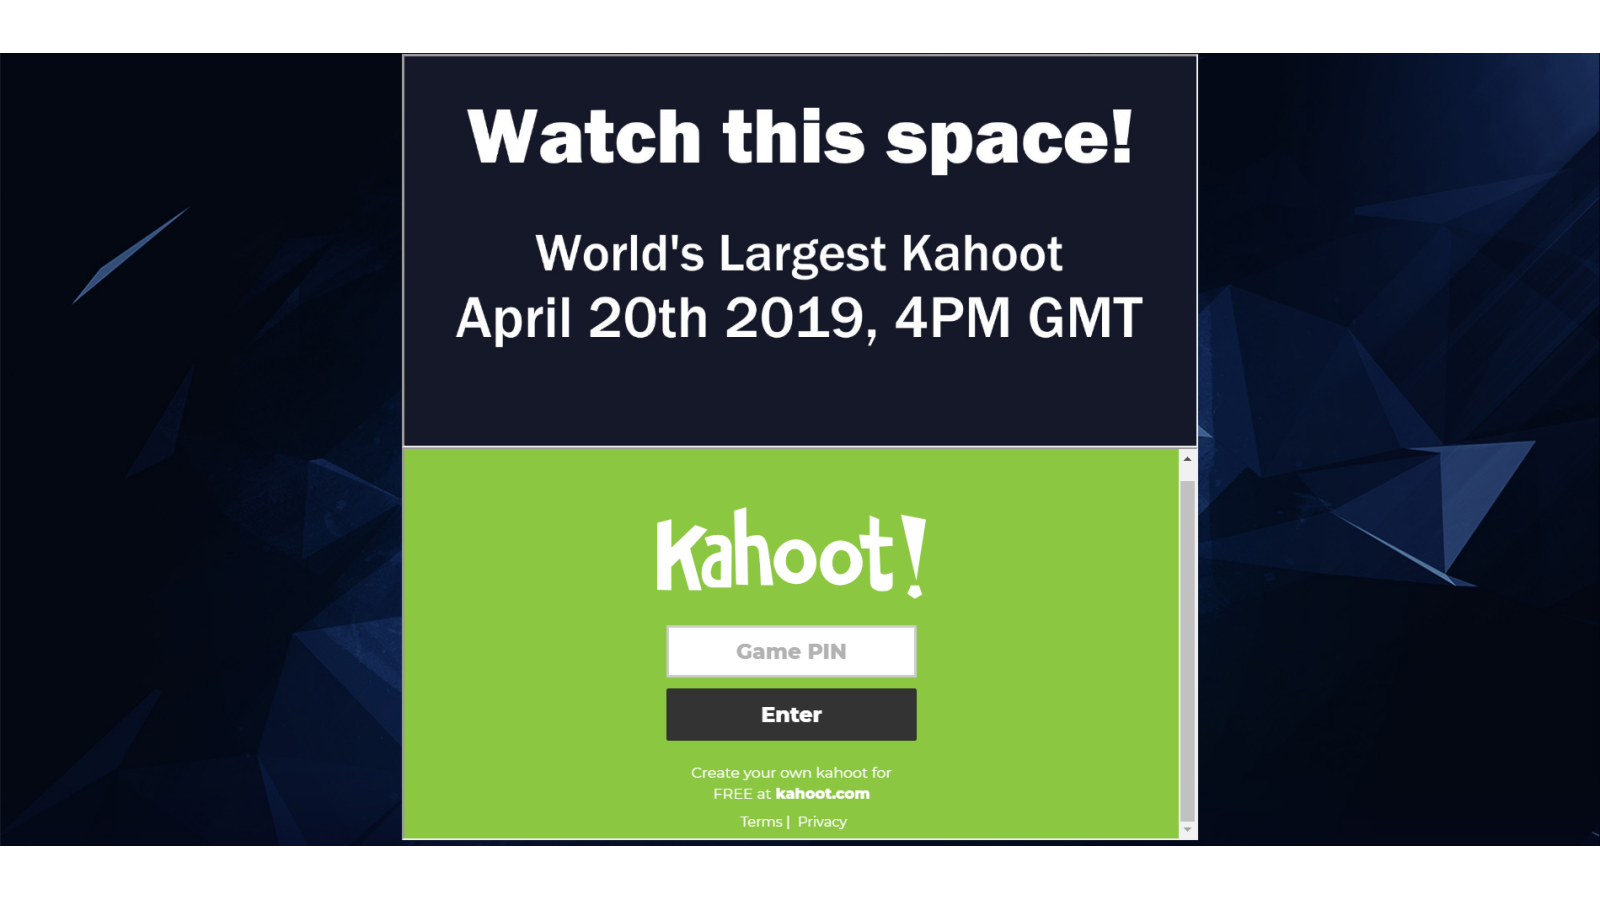 Watch this space!
World's Largest Kahoot
April 20th 2019, 4PM GMT
Kahoot!
Game PIN
Enter
Create your own kahoot for
FREE at kahoot.com
Terms | Privacy